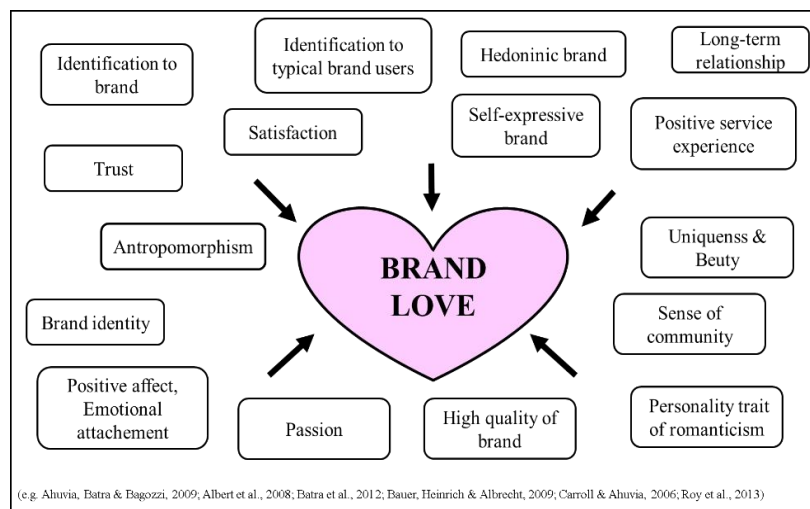 Identification to
brand
Identification to
typical brand users
Hedoninic brand
Long-term
relationship
Satisfaction
Self-expressive
brand
Positive service
experience
Trust
Antropomorphism
BRAND
LOVE
Uniquenss &
Beuty
Brand identity
Sense of
community
Positive affect,
Emotional
attachement
Passion
High quality of
brand
Personality trait
of romanticism
(e.g. Ahuvia, Batra & Bagozzi, 2009; Albert et al., 2008; Batra et al., 2012; Bauer, Heinrich & Albrecht, 2009; Carroll & Ahuvia, 2006; Roy et al., 2013)